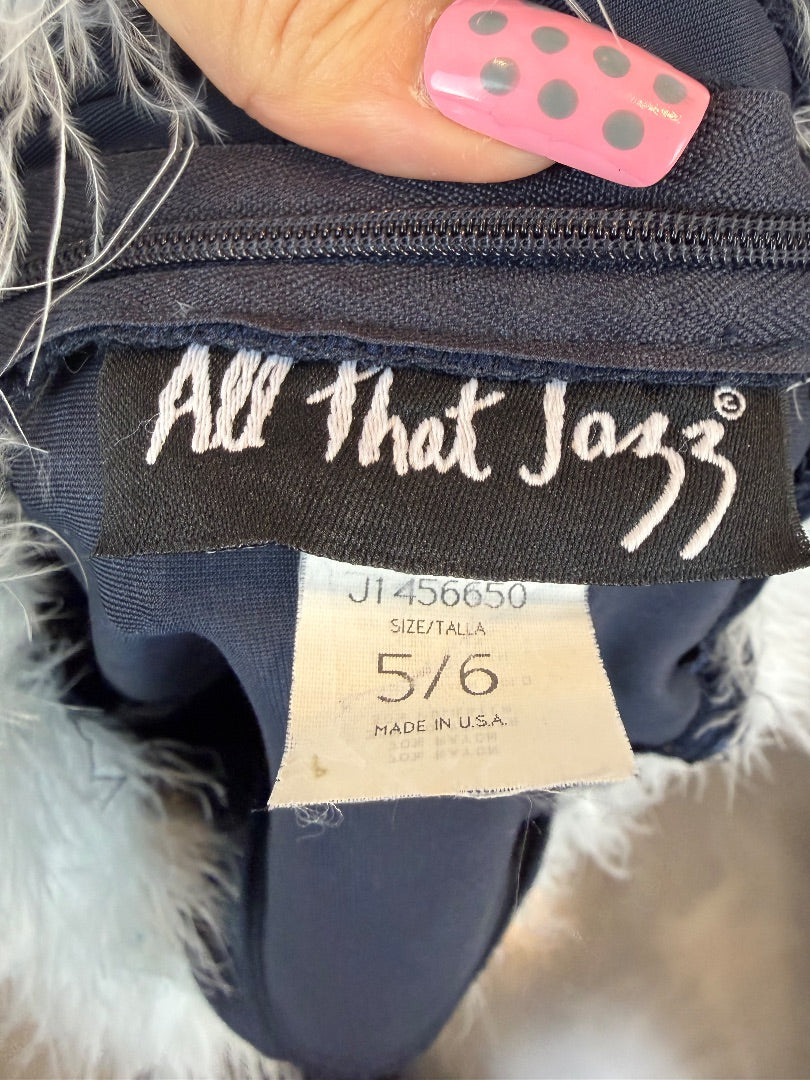 All That Jazz©
J1456650
SIZE/TALLA
5/6
MADE IN U.S.A.